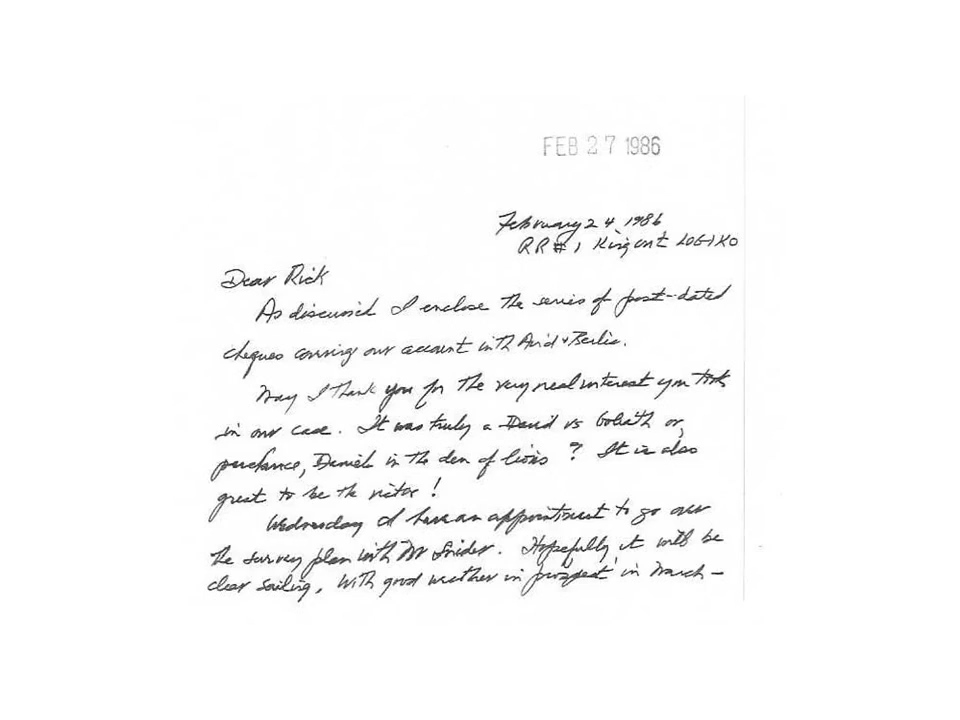 FEB 27 1986
February 24, 1986
RR#1 King Ont L0G 1K0
Dear Rick
As discussed I enclose the series of post-dated
cheques covering our account with Aird & Berlis.
May I thank you for the very real interest you took
in our case. It was truly a David vs Goliath or,
perchance, Daniel in the den of lions? It is also
great to be the victor!
Wednesday I have an appointment to go over
the survey plan with Mr Snider. Hopefully, it will be
clear sailing, with good weather in prospect in March —